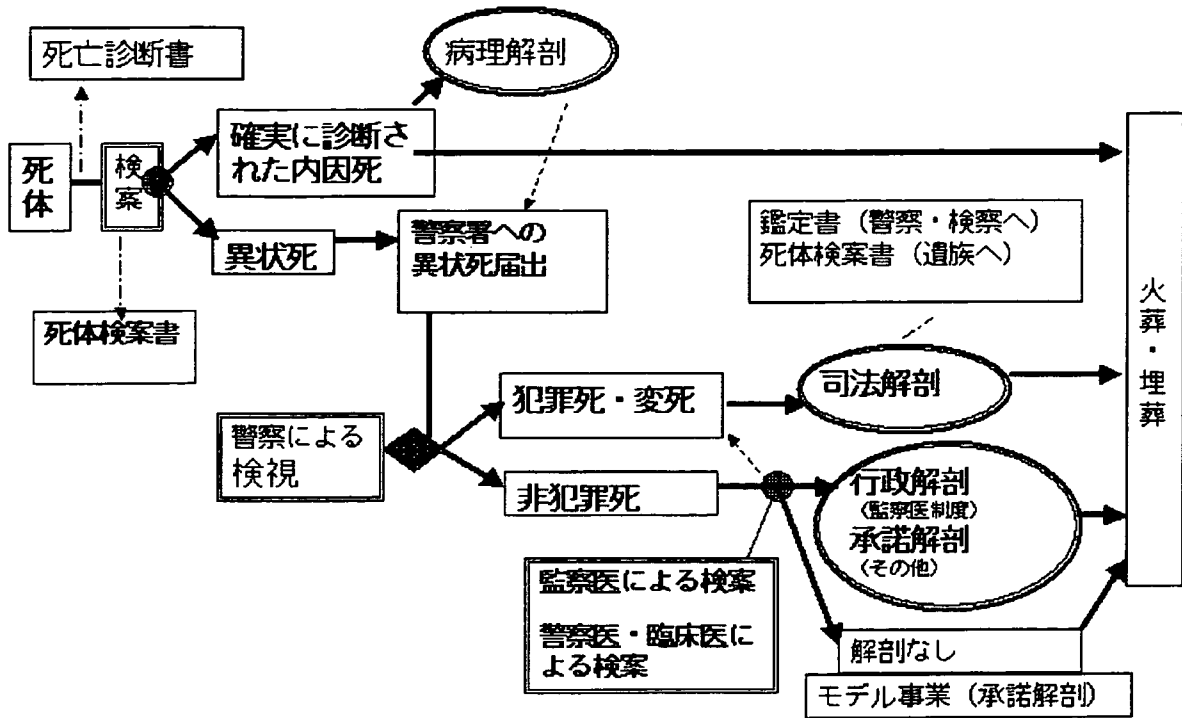 死亡診断書
病理解剖
確実に診断さ
れた内因死
死
体
検
案
異状死
警察署への
異状死届出
鑑定書（警察・検察へ）
死体検案書（遺族へ）
死体検案書
火葬・埋葬
犯罪死・変死
司法解剖
警察による
検視
非犯罪死
行政解剖
（監察医制度）
承諾解剖
（その他）
監察医による検案
警察医・臨床医に
よる検案
解剖なし
モデル事業（承諾解剖）